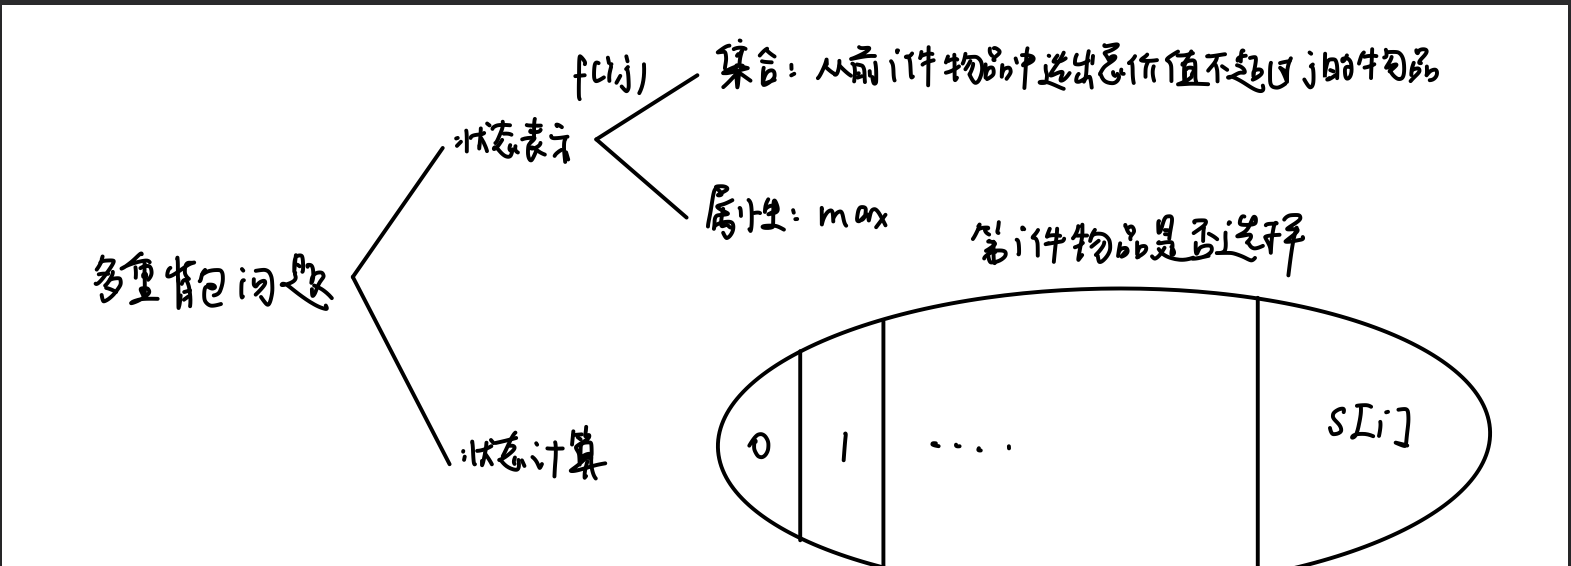 f(i,j)
集合：从前i件物品中选出总价值不超过j的物品
状态表示
属性：max
第i件物品是否选择
多重背包问题
0
1
....
S[i]
状态计算